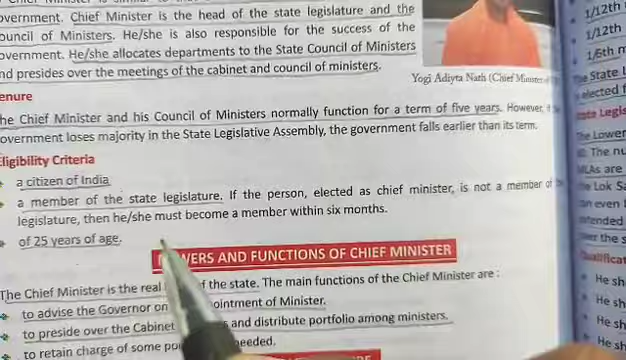 overnment. Chief Minister is the head of the state legislature and the
ouncil of Ministers. He/she is also responsible for the success of the
overnment. He/she allocates departments to the State Council of Ministers
nd presides over the meetings of the cabinet and council of ministers.
Yogi Adiyta Nath (Chief Minister
enure
he Chief Minister and his Council of Ministers normally function for a term of five years. However, if
overnment loses majority in the State Legislative Assembly, the government falls earlier than its term.
ligibility Criteria
a citizen of India
a member of the state legislature. If the person, elected as chief minister, is not a member of
legislature, then he/she must become a member within six months.
of 25 years of age.
WERS AND FUNCTIONS OF CHIEF MINISTER
The Chief Minister is the real f the state. The main functions of the Chief Minister are :
to advise the Governor on ointment of Minister.
to preside over the Cabinet s and distribute portfolio among ministers.
to retain charge of some po needed.
1/12th
1/12th
1/6th m
he State L
elected f
tate Legis
The Lower
The nu
MLAs are
he Lok Sa
an even
ntended
ver the s
Qualificat
He sh
He sh
He sh
He sh